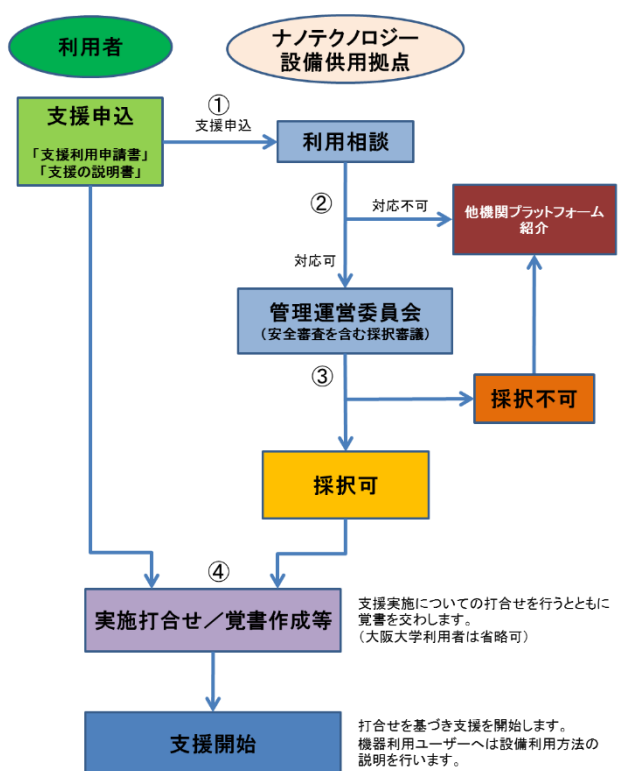 利用者
ナノテクノロジー
設備供用拠点
支援申込
「支援利用申請書」
「支援の説明書」
①
支援申込
利用相談
②
対応不可
他機関プラットフォーム
紹介
対応可
管理運営委員会
（安全審査を含む採択審議）
③
採択不可
採択可
④
実施打合せ／覚書作成等
支援実施についての打合せを行うとともに
覚書を交わします。
（大阪大学利用者は省略可）
支援開始
打合せを基づき支援を開始します。
機器利用ユーザーへは設備利用方法の
説明を行います。